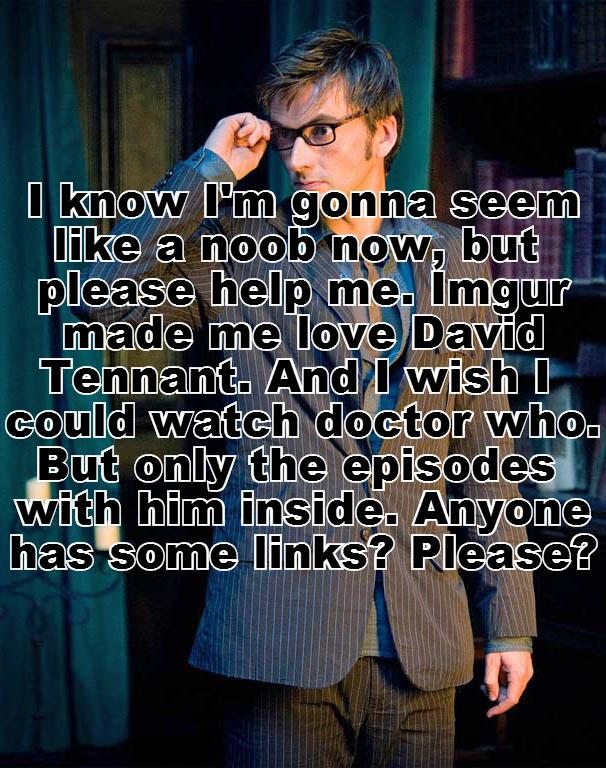 I know I'm gonna seem
like a noob now, but
please help me. Imgur
made me love David
Tennant. And I wish I
could watch doctor who.
But only the episodes
with him inside. Anyone
has some links? Please?